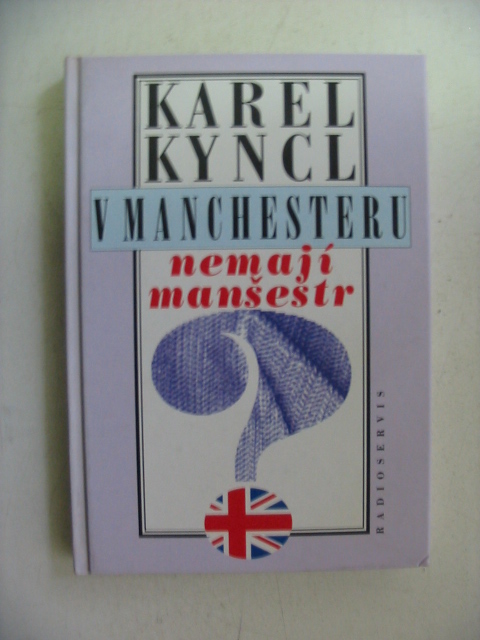 KAREL
KYNCL
V MANCHESTERU
nemají
manšestr
RADIOSERVIS